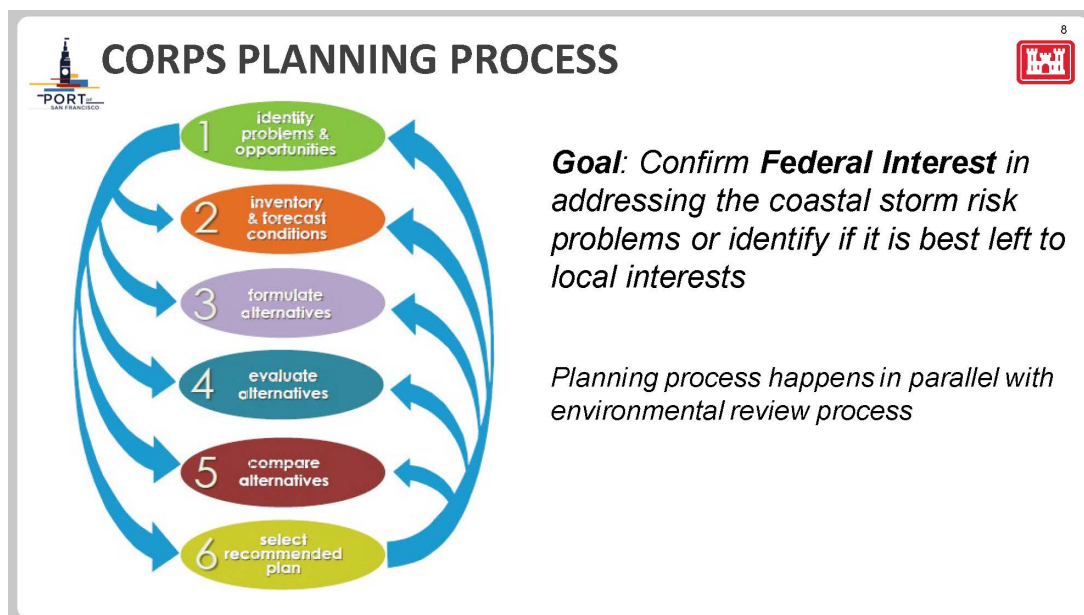 8
CORPS PLANNING PROCESS
PORT OF
SAN FRANCISCO
1 identify
problems &
opportunities
2 inventory
& forecast
conditions
3 formulate
alternatives
4 evaluate
alternatives
5 compare
alternatives
6 select
recommended
plan
Goal: Confirm Federal Interest in
addressing the coastal storm risk
problems or identify if it is best left to
local interests
Planning process happens in parallel with
environmental review process